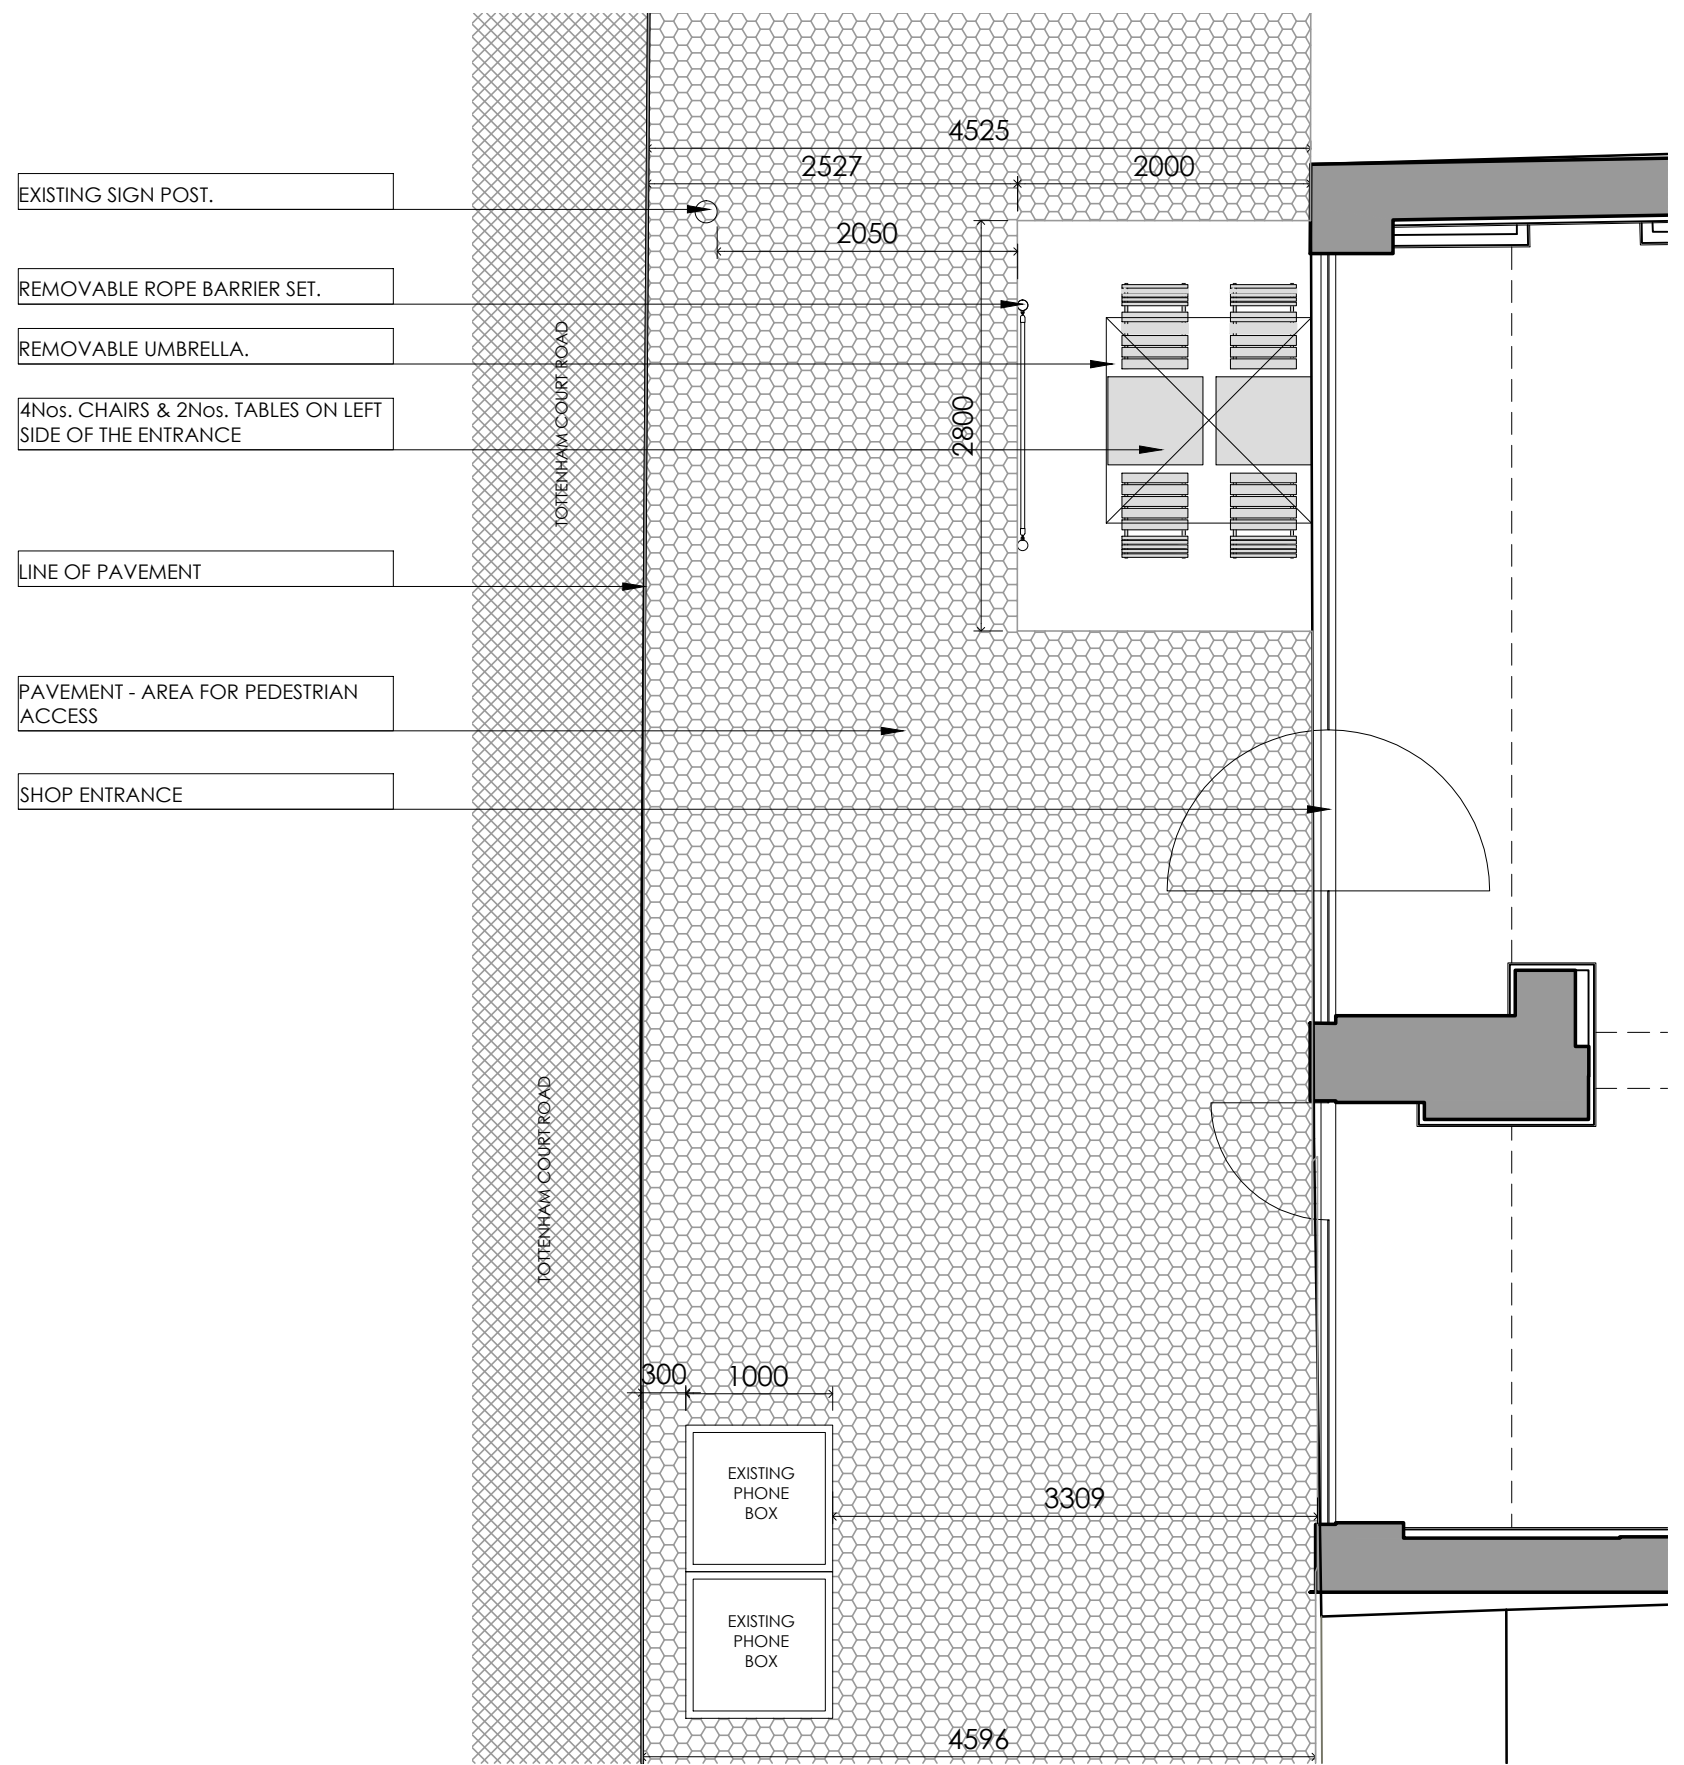 4525
2527
2000
EXISTING SIGN POST.
2050
REMOVABLE ROPE BARRIER SET.
REMOVABLE UMBRELLA.
4Nos. CHAIRS & 2Nos. TABLES ON LEFT
SIDE OF THE ENTRANCE
2800
TOTTENHAM COURT ROAD
LINE OF PAVEMENT
PAVEMENT - AREA FOR PEDESTRIAN
ACCESS
SHOP ENTRANCE
TOTTENHAM COURT ROAD
300
1000
EXISTING
PHONE
BOX
3309
EXISTING
PHONE
BOX
4596